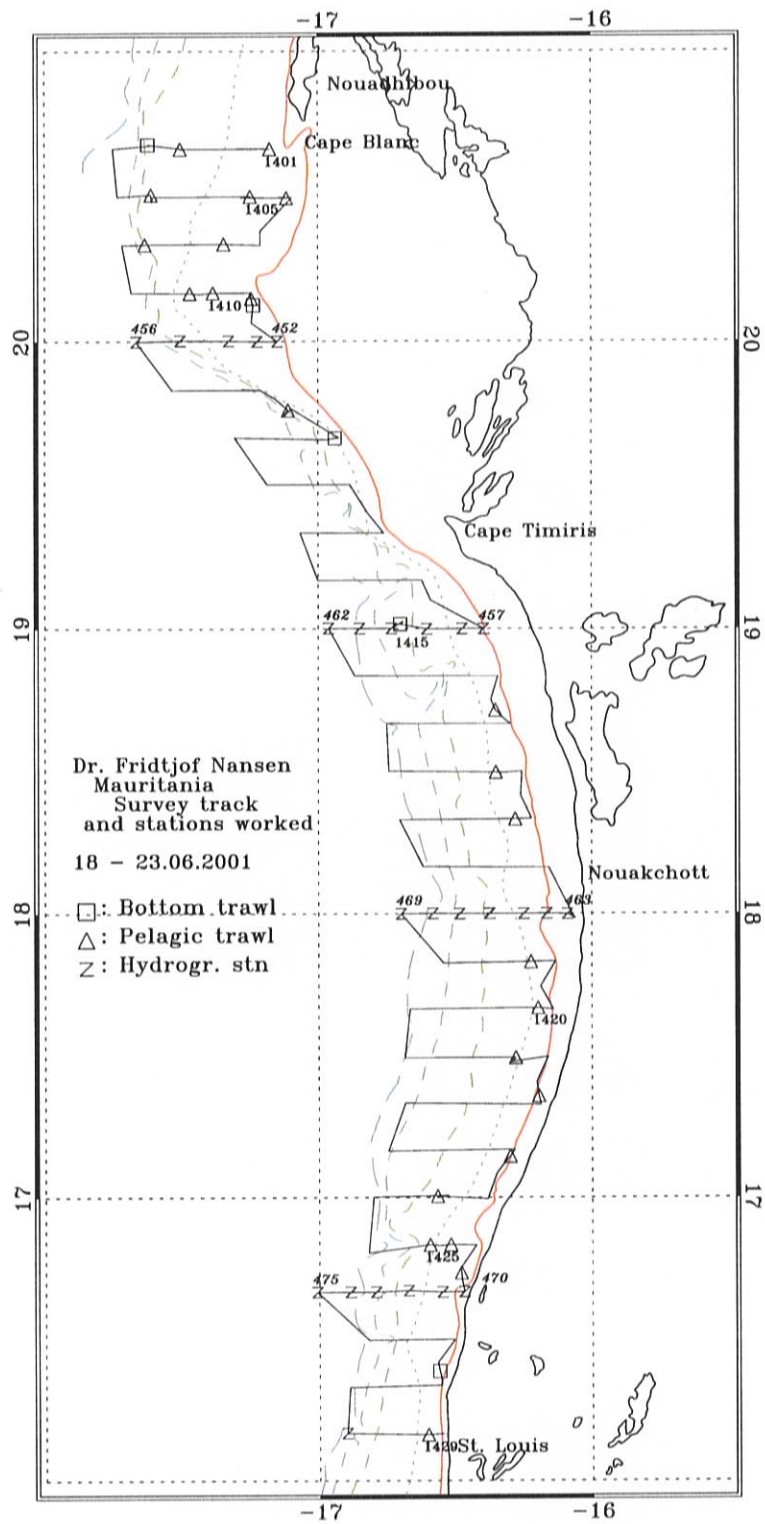 -17
-16
Nouadhibou
Cape Blanc
1401
1405
1410
456
452
20
20
Cape Timiris
462
457
1415
19
19
Dr. Fridtjof Nansen
Mauritania
Survey track
and stations worked
18 - 23.06.2001
□: Bottom trawl
△: Pelagic trawl
Z: Hydrogr. stn
Nouakchott
469
463
18
18
1420
17
17
1425
475
470
1429
St. Louis
-17
-16